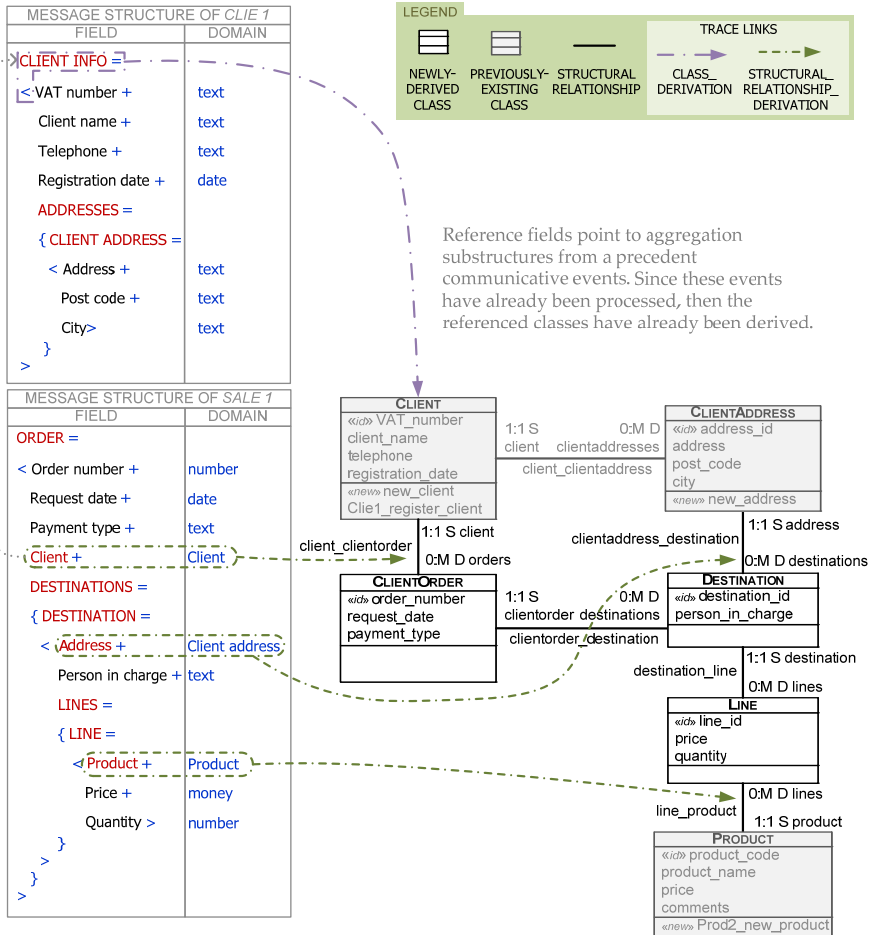 MESSAGE STRUCTURE OF CLIE 1
FIELD DOMAIN
CLIENT INFO =
< VAT number + text
Client name + text
Telephone + text
Registration date + date
ADDRESSES =
{ CLIENT ADDRESS =
< Address + text
Post code + text
City> text
}
>
MESSAGE STRUCTURE OF SALE 1
FIELD DOMAIN
ORDER =
< Order number + number
Request date + date
Payment type + text
Client + Client
DESTINATIONS =
{ DESTINATION =
< Address + Client address
Person in charge + text
LINES =
{ LINE =
< Product + Product
Price + money
Quantity > number
}
>
}
>
LEGEND
NEWLY-
DERIVED
CLASS
PREVIOUSLY-
EXISTING
CLASS
STRUCTURAL
RELATIONSHIP
TRACE LINKS
CLASS_
DERIVATION
STRUCTURAL_
RELATIONSHIP_
DERIVATION
Reference fields point to aggregation
substructures from a precedent
communicative events. Since these events
have already been processed, then the
referenced classes have already been derived.
CLIENT
«id» VAT_number
client_name
telephone
registration_date
«new» new_client
Clie1_register_client
1:1 S 0:M D
client clientaddresses
client_clientaddress
CLIENTADDRESS
«id» address_id
address
post_code
city
«new» new_address
1:1 S client
client_clientorder
0:M D orders
1:1 S address
clientaddress_destination
0:M D destinations
CLIENTORDER
«id» order_number
request_date
payment_type
1:1 S 0:M D
clientorder destinations
clientorder_destination
DESTINATION
«id» destination_id
person_in_charge
1:1 S destination
destination_line
0:M D lines
LINE
«id» line_id
price
quantity
0:M D lines
line_product
1:1 S product
PRODUCT
«id» product_code
product_name
price
comments
«new» Prod2_new_product